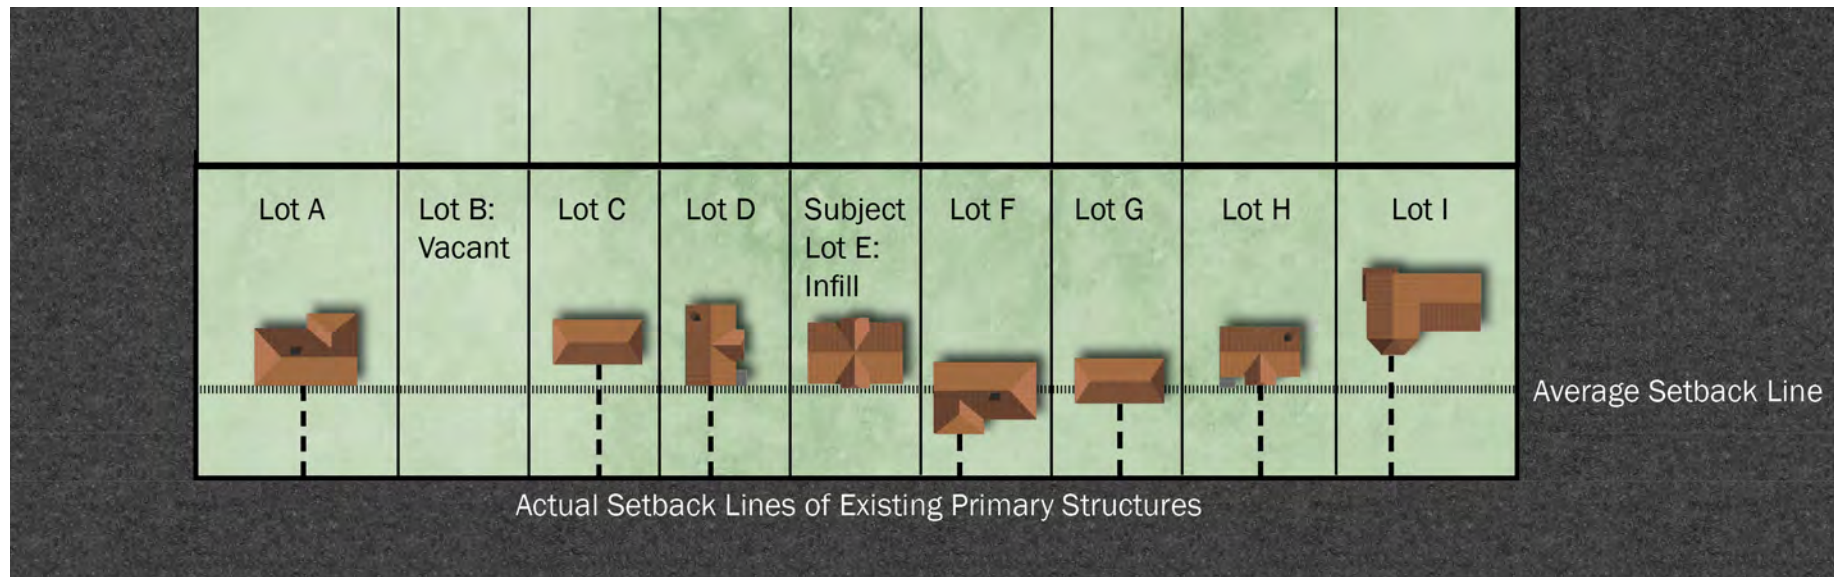 Lot A
Lot B:
Vacant
Lot C
Lot D
Subject
Lot E:
Infill
Lot F
Lot G
Lot H
Lot I
Average Setback Line
Actual Setback Lines of Existing Primary Structures